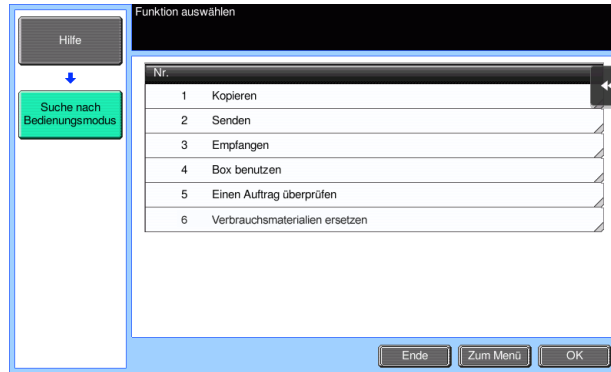 Funktion auswählen
Hilfe
Suche nach
Bedienungsmodus
Nr.
1 Kopieren
2 Senden
3 Empfangen
4 Box benutzen
5 Einen Auftrag überprüfen
6 Verbrauchsmaterialien ersetzen
Ende
Zum Menü
OK